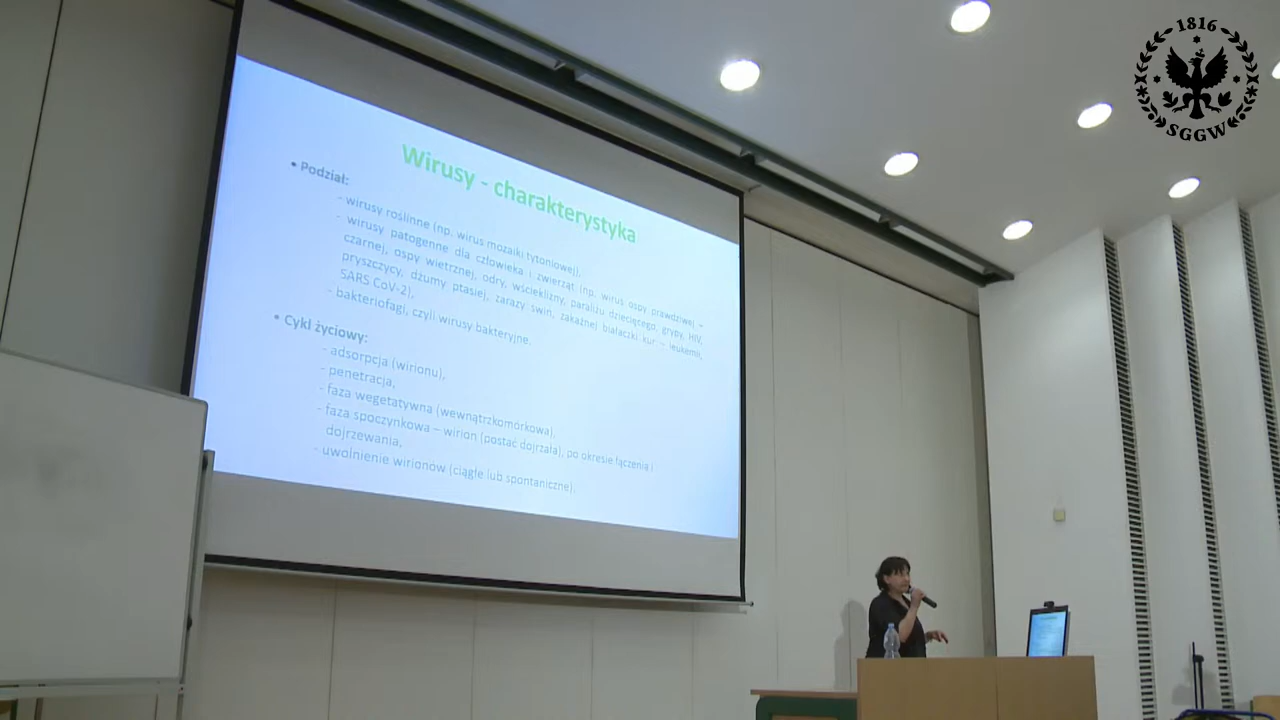 Wirusy - charakterystyka
• Podział:
- wirusy roślinne (np. wirus mozaiki tytoniowej),
- wirusy patogenne dla człowieka i zwierząt (np. wirus ospy prawdziwej =
czarnej, ospy wietrznej, odry, wścieklizny, paraliżu dziecięcego, grypy, HIV,
pryszczycy, dżumy ptasiej, zarazy świń, zakaźnej białaczki kur – leukemii,
SARS CoV-2),
- bakteriofagi, czyli wirusy bakteryjne.
• Cykl życiowy:
- adsorpcja (wirionu),
- penetracja,
- faza wegetatywna (wewnątrzkomórkowa),
- faza spoczynkowa – wirion (postać dojrzała), po okresie łączenia i
dojrzewania,
- uwolnienie wirionów (ciągłe lub spontaniczne).
1816
SGGW